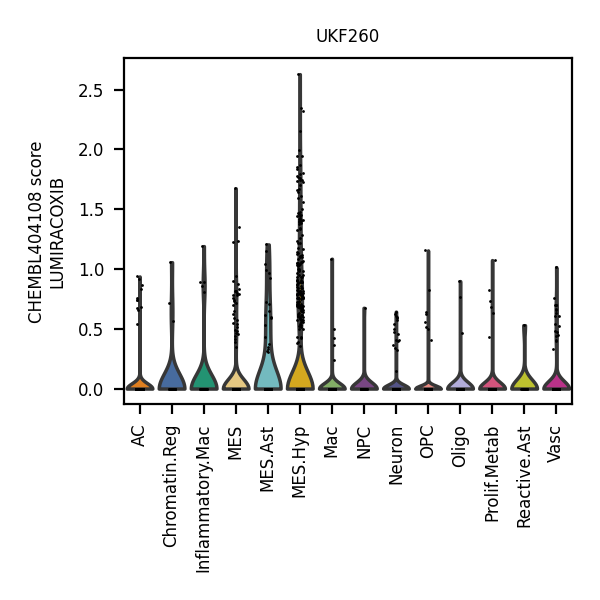 UKF260
CHEMBL404108 score
LUMIRACOXIB
2.5
2.0
1.5
1.0
0.5
0.0
AC
Chromatin.Reg
Inflammatory.Mac
MES
MES.Ast
MES.Hyp
Mac
NPC
Neuron
OPC
Oligo
Prolif.Metab
Reactive.Ast
Vasc